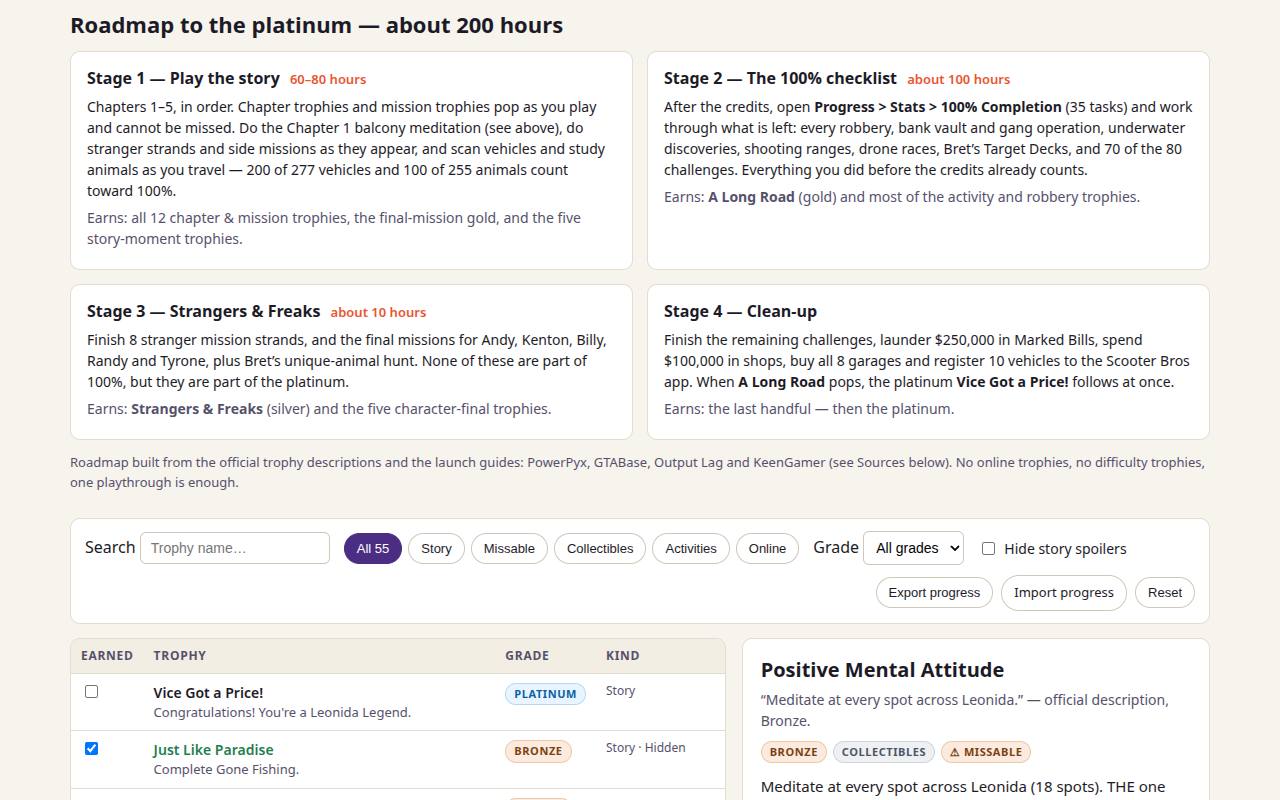 Roadmap to the platinum — about 200 hours
Stage 1 — Play the story 60–80 hours
Chapters 1–5, in order. Chapter trophies and mission trophies pop as you play
and cannot be missed. Do the Chapter 1 balcony meditation (see above), do
stranger strands and side missions as they appear, and scan vehicles and study
animals as you travel — 200 of 277 vehicles and 100 of 255 animals count
toward 100%.
Earns: all 12 chapter & mission trophies, the final-mission gold, and the five
story-moment trophies.
Stage 2 — The 100% checklist about 100 hours
After the credits, open Progress > Stats > 100% Completion (35 tasks) and work
through what is left: every robbery, bank vault and gang operation, underwater
discoveries, shooting ranges, drone races, Bret’s Target Decks, and 70 of the 80
challenges. Everything you did before the credits already counts.
Earns: A Long Road (gold) and most of the activity and robbery trophies.
Stage 3 — Strangers & Freaks about 10 hours
Finish 8 stranger mission strands, and the final missions for Andy, Kenton, Billy,
Randy and Tyrone, plus Bret’s unique-animal hunt. None of these are part of
100%, but they are part of the platinum.
Earns: Strangers & Freaks (silver) and the five character-final trophies.
Stage 4 — Clean-up
Finish the remaining challenges, launder $250,000 in Marked Bills, spend
$100,000 in shops, buy all 8 garages and register 10 vehicles to the Scooter Bros
app. When A Long Road pops, the platinum Vice Got a Price! follows at once.
Earns: the last handful — then the platinum.
Roadmap built from the official trophy descriptions and the launch guides: PowerPyx, GTABase, Output Lag and KeenGamer (see Sources below). No online trophies, no difficulty trophies,
one playthrough is enough.
Search Trophy name… All 55 Story Missable Collectibles Activities Online Grade All grades Hide story spoilers
Export progress Import progress Reset
EARNED TROPHY GRADE KIND
Vice Got a Price! PLATINUM Story
Congratulations! You're a Leonida Legend.
Just Like Paradise BRONZE Story · Hidden
Complete Gone Fishing.
Positive Mental Attitude
“Meditate at every spot across Leonida.” — official description,
Bronze.
BRONZE COLLECTIBLES ⚠ MISSABLE
Meditate at every spot across Leonida (18 spots). THE one